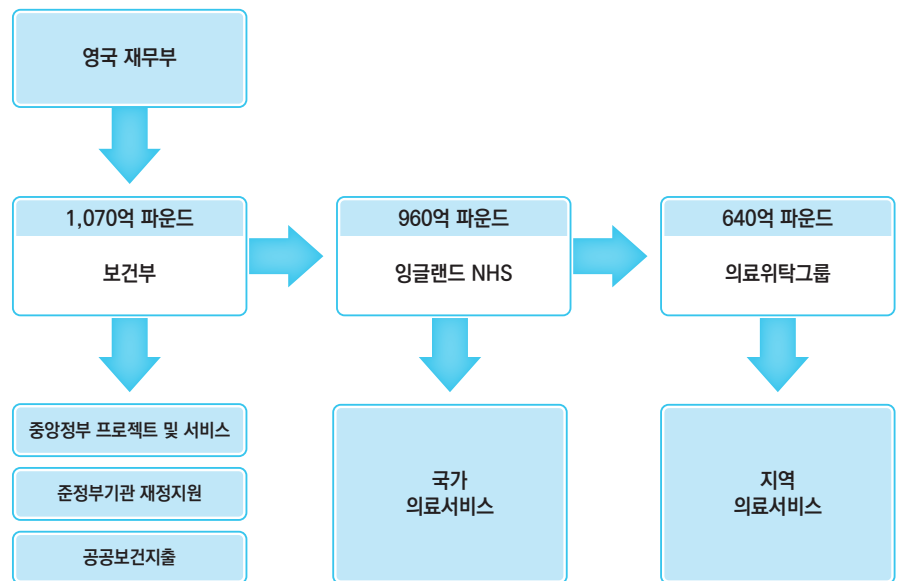 영국 재무부
1,070억 파운드
보건부
960억 파운드
잉글랜드 NHS
640억 파운드
의료위탁그룹
중앙정부 프로젝트 및 서비스
준정부기관 재정지원
공공보건지출
국가
의료서비스
지역
의료서비스